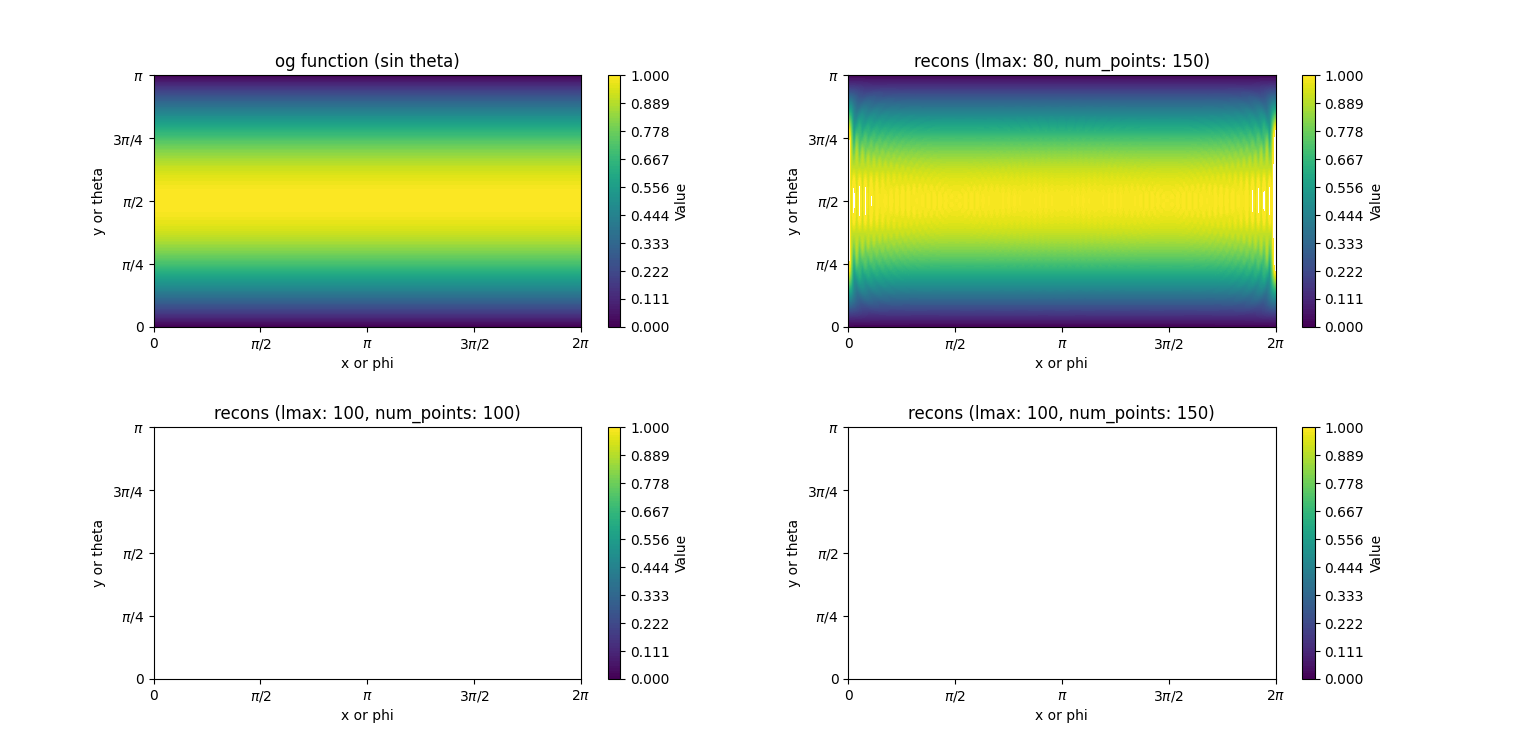 og function (sin theta)
π
3π/4
π/2
π/4
0
y or theta
0
π/2
π
3π/2
2π
x or phi
1.000
0.889
0.778
0.667
0.556
0.444
0.333
0.222
0.111
0.000
Value
recons (lmax: 80, num_points: 150)
π
3π/4
π/2
π/4
0
y or theta
0
π/2
π
3π/2
2π
x or phi
1.000
0.889
0.778
0.667
0.556
0.444
0.333
0.222
0.111
0.000
Value
recons (lmax: 100, num_points: 100)
π
3π/4
π/2
π/4
0
y or theta
0
π/2
π
3π/2
2π
x or phi
1.000
0.889
0.778
0.667
0.556
0.444
0.333
0.222
0.111
0.000
Value
recons (lmax: 100, num_points: 150)
π
3π/4
π/2
π/4
0
y or theta
0
π/2
π
3π/2
2π
x or phi
1.000
0.889
0.778
0.667
0.556
0.444
0.333
0.222
0.111
0.000
Value